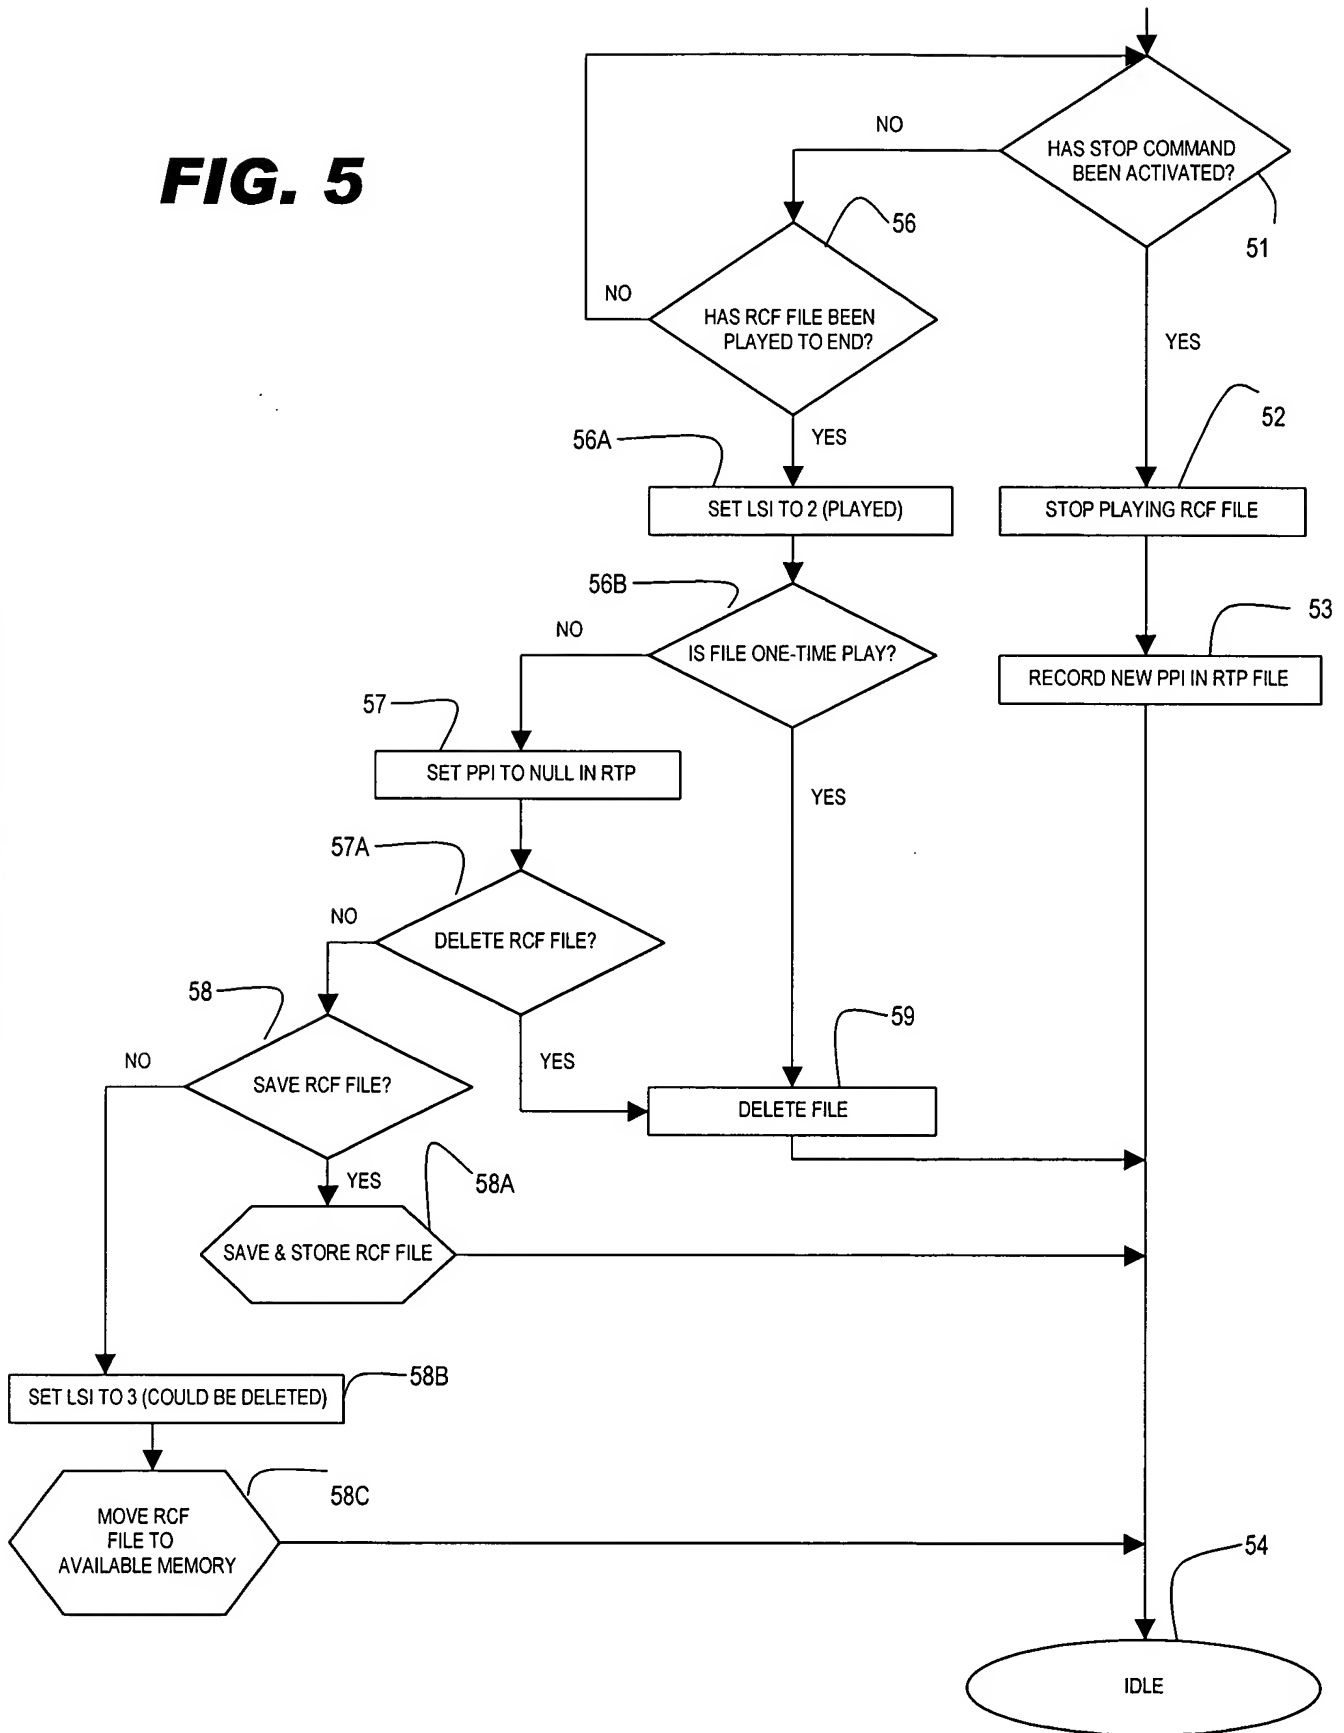 FIG. 5
NO
HAS STOP COMMAND
BEEN ACTIVATED?
51
56
NO
HAS RCF FILE BEEN
PLAYED TO END?
YES
52
56A
YES
SET LSI TO 2 (PLAYED)
STOP PLAYING RCF FILE
56B
53
NO
IS FILE ONE-TIME PLAY?
RECORD NEW PPI IN RTP FILE
57
SET PPI TO NULL IN RTP
YES
57A
NO
DELETE RCF FILE?
58
59
NO
YES
SAVE RCF FILE?
DELETE FILE
YES
58A
SAVE & STORE RCF FILE
58B
SET LSI TO 3 (COULD BE DELETED)
58C
MOVE RCF
FILE TO
AVAILABLE MEMORY
54
IDLE